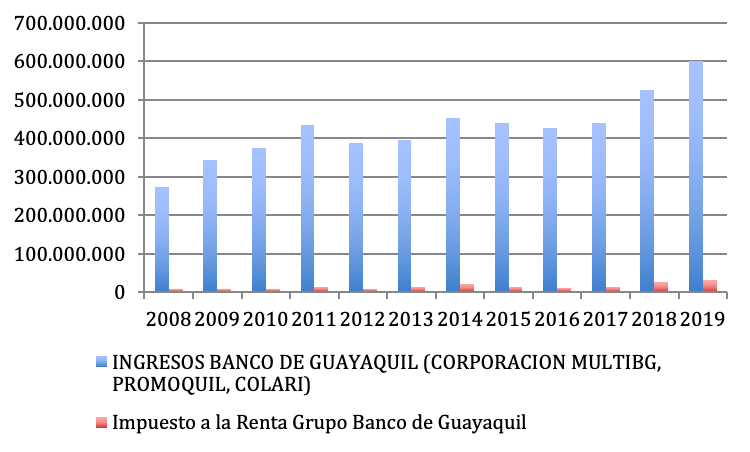 700.000.000
600.000.000
500.000.000
400.000.000
300.000.000
200.000.000
100.000.000
0
2008 2009 2010 2011 2012 2013 2014 2015 2016 2017 2018 2019
INGRESOS BANCO DE GUAYAQUIL (CORPORACION MULTIBG,
PROMOQUIL, COLARI)
Impuesto a la Renta Grupo Banco de Guayaquil